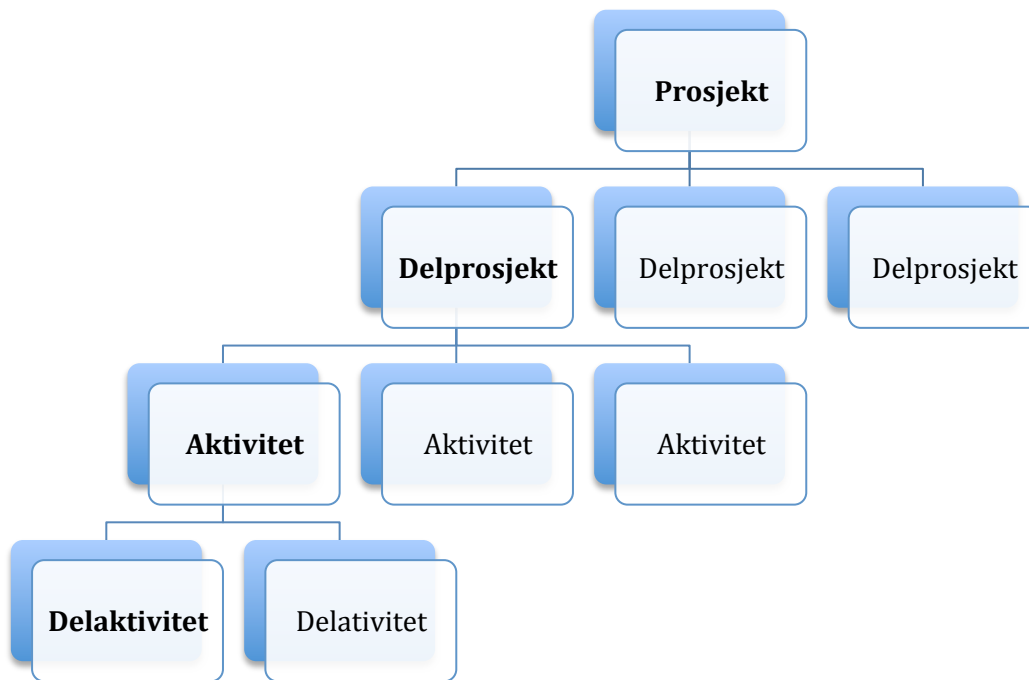 Prosjekt
Delprosjekt
Delprosjekt
Delprosjekt
Aktivitet
Aktivitet
Aktivitet
Delaktivitet
Delativitet